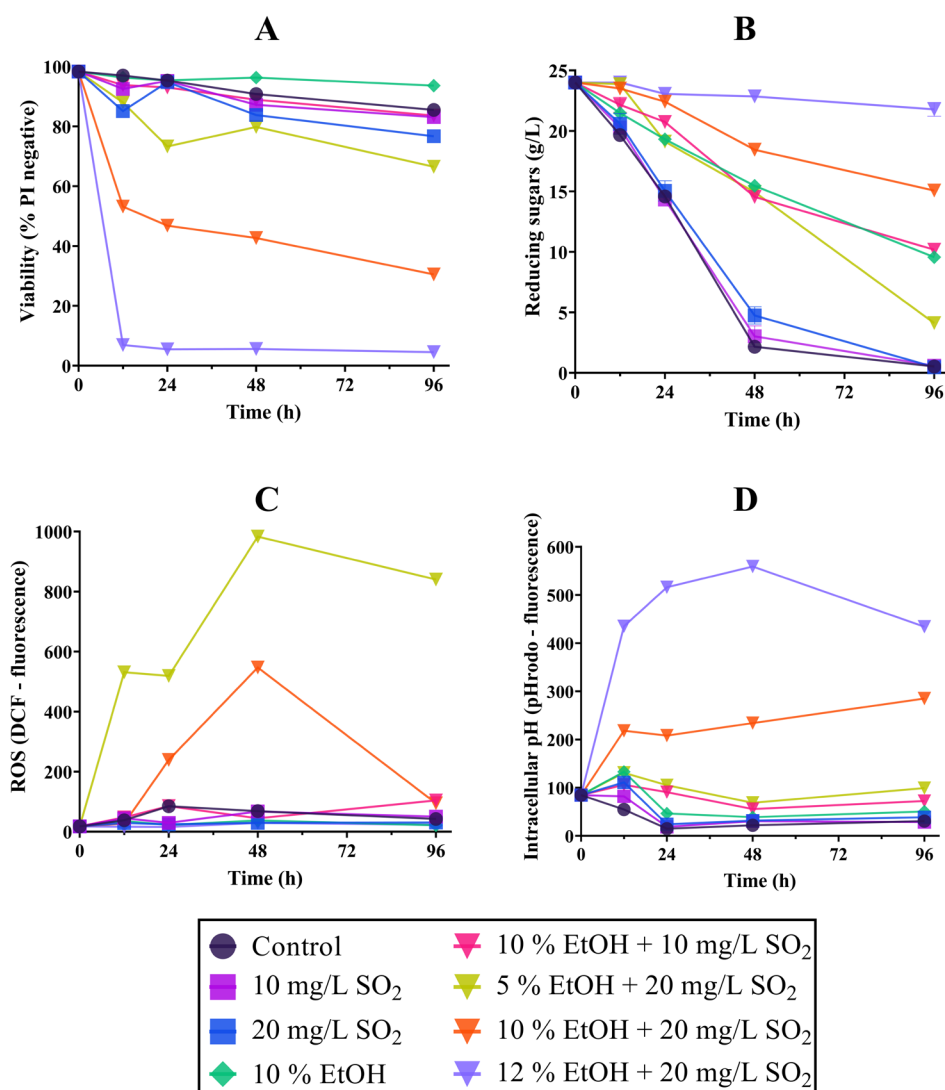 A
Viability (% PI negative)
100
80
60
40
20
0
0 24 48 72 96
Time (h)
B
Reducing sugars (g/L)
25
20
15
10
5
0
0 24 48 72 96
Time (h)
C
ROS (DCF - fluorescence)
1000
800
600
400
200
0
0 24 48 72 96
Time (h)
D
Intracellular pH (pHrodo - fluorescence)
600
500
400
300
200
100
0
0 24 48 72 96
Time (h)
Control
10 mg/L SO₂
20 mg/L SO₂
10 % EtOH
10 % EtOH + 10 mg/L SO₂
5 % EtOH + 20 mg/L SO₂
10 % EtOH + 20 mg/L SO₂
12 % EtOH + 20 mg/L SO₂